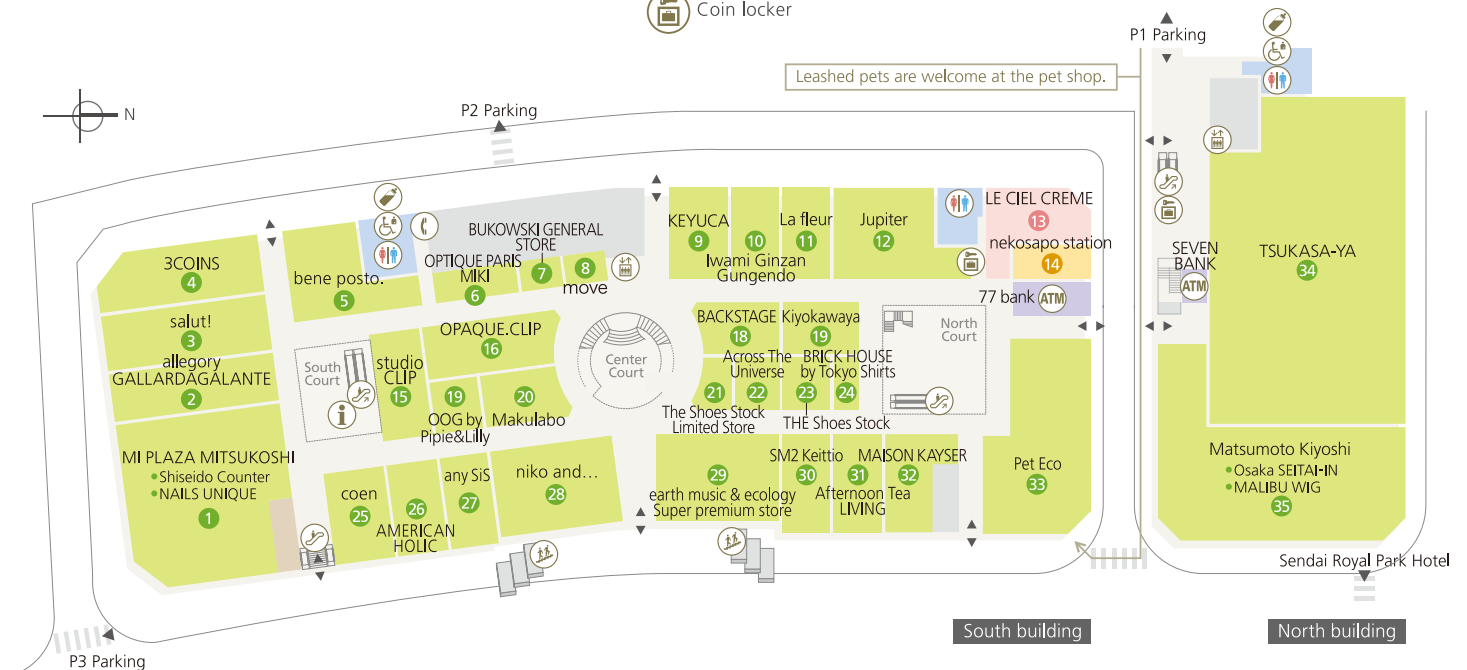 Coin locker
P1 Parking
Leashed pets are welcome at the pet shop.
N
P2 Parking
3COINS
4
salut!
3
allegory
GALLARDAGALANTE
2
MI PLAZA MITSUKOSHI
Shiseido Counter
NAILS UNIQUE
1
bene posto.
5
OPTIQUE PARIS
MIKI
6
BUKOWSKI GENERAL
STORE
7
8
move
KEYUCA
9
10
Iwami Ginzan
Gungendo
La fleur
11
Jupiter
12
LE CIEL CREME
13
nekosapo station
14
77 bank
ATM
SEVEN
BANK
ATM
TSUKASA-YA
34
South
Court
i
studio
CLIP
15
OPAQUE.CLIP
16
19
OOG by
Pipie&Lilly
20
Makulabo
Center
Court
BACKSTAGE
18
Kiyokawaya
19
North
Court
21
The Shoes Stock
Limited Store
Across The
Universe
22
BRICK HOUSE
by Tokyo Shirts
23
24
THE Shoes Stock
coen
25
26
AMERICAN
HOLIC
any SiS
27
niko and...
28
29
earth music & ecology
Super premium store
SM2 Keittio
30
31
Afternoon Tea
LIVING
MAISON KAYSER
32
Pet Eco
33
Matsumoto Kiyoshi
Osaka SEITAI-IN
MALIBU WIG
35
Sendai Royal Park Hotel
South building
North building
P3 Parking